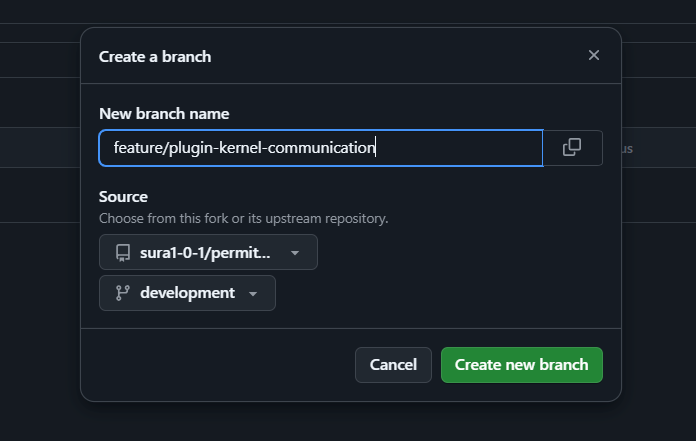 Create a branch
New branch name
feature/plugin-kernel-communication
Source
Choose from this fork or its upstream repository.
sura1-0-1/permit...
development
Cancel
Create new branch